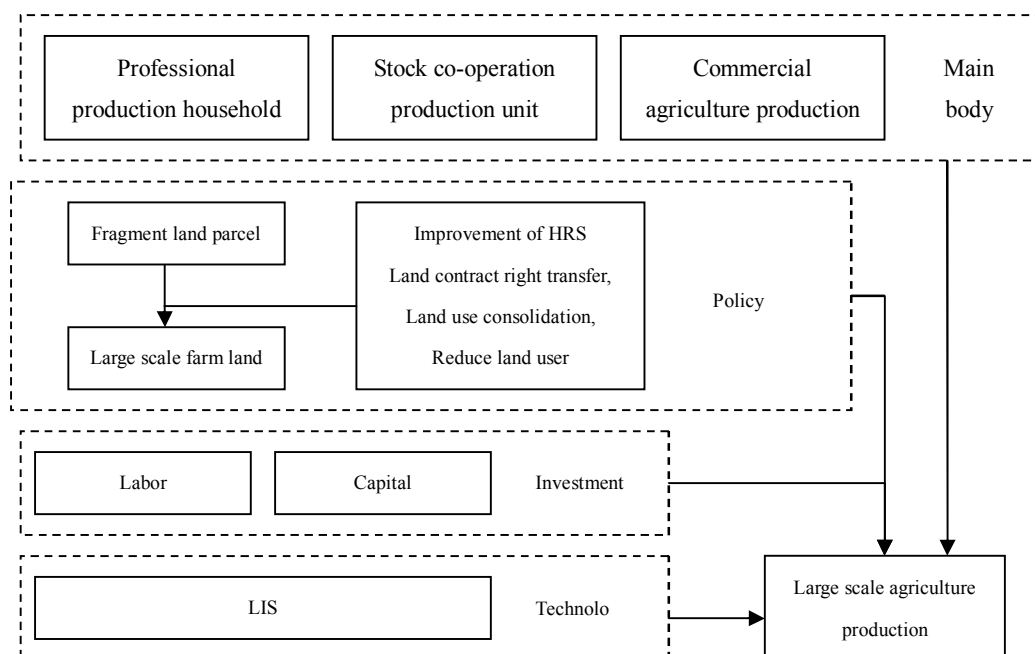 Professional
production household
Stock co-operation
production unit
Commercial
agriculture production
Main
body
Fragment land parcel
Large scale farm land
Improvement of HRS
Land contract right transfer,
Land use consolidation,
Reduce land user
Policy
Labor
Capital
Investment
LIS
Technolo
Large scale agriculture
production